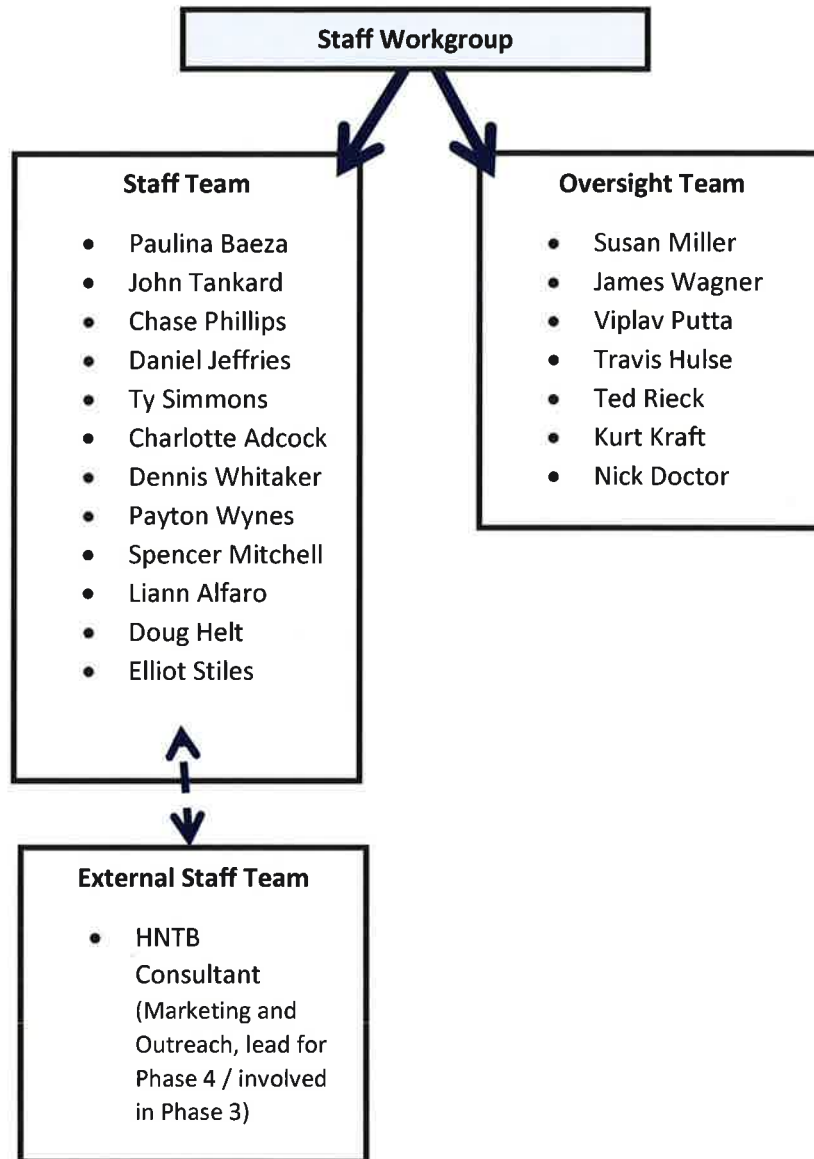 Staff Workgroup
Staff Team
• Paulina Baeza
• John Tankard
• Chase Phillips
• Daniel Jeffries
• Ty Simmons
• Charlotte Adcock
• Dennis Whitaker
• Payton Wynes
• Spencer Mitchell
• Liann Alfaro
• Doug Helt
• Elliot Stiles
Oversight Team
• Susan Miller
• James Wagner
• Viplav Putta
• Travis Hulse
• Ted Rieck
• Kurt Kraft
• Nick Doctor
External Staff Team
• HNTB
Consultant
(Marketing and
Outreach, lead for
Phase 4 / involved
in Phase 3)